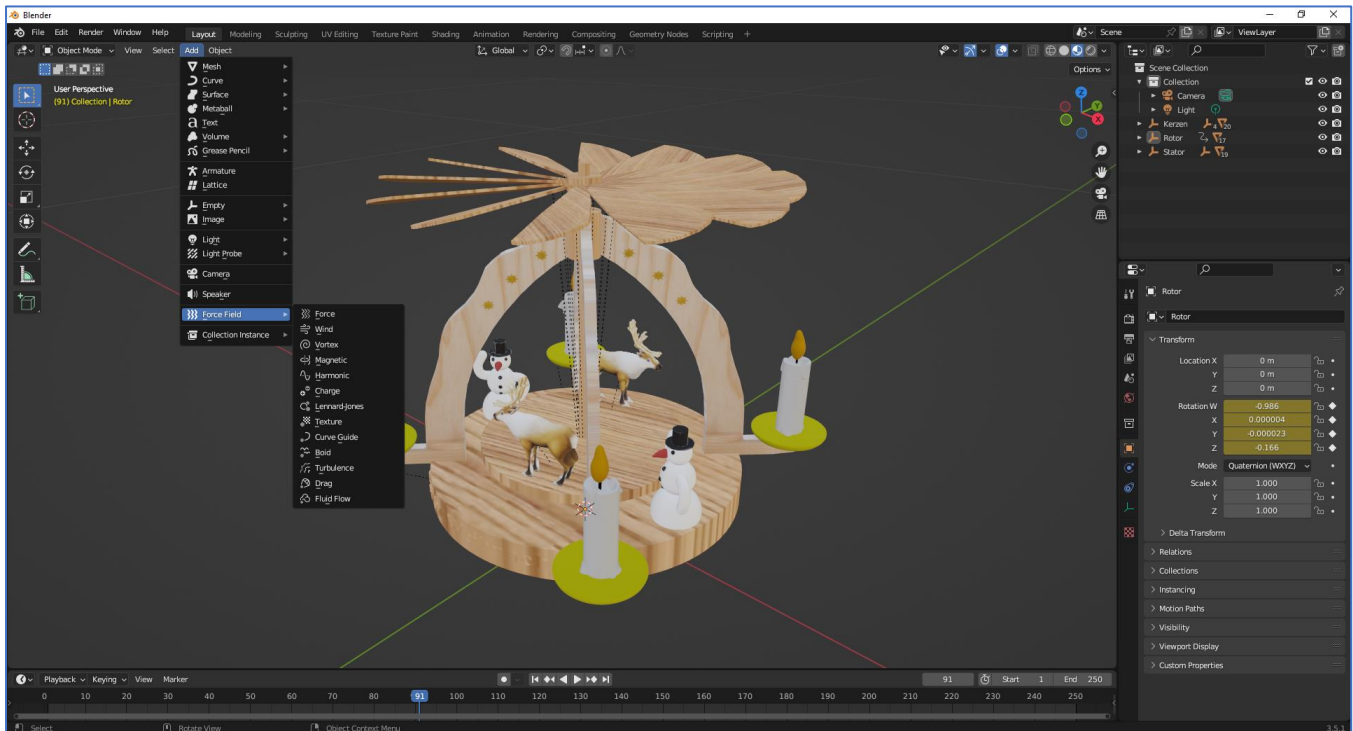 Blender
File Edit Render Window Help Layout Modeling Sculpting UV Editing Texture Paint Shading Animation Rendering Compositing Geometry Nodes Scripting + Scene ViewLayer
Object Mode View Select Add Object Global
Options
User Perspective
(91) Collection | Rotor
Mesh
Curve
Surface
Metaball
Text
Volume
Grease Pencil
Armature
Lattice
Empty
Image
Light
Light Probe
Camera
Speaker
Force Field
Collection Instance
Force
Wind
Vortex
Magnetic
Harmonic
Charge
Lennard-Jones
Texture
Curve Guide
Boid
Turbulence
Drag
Fluid Flow
Z
Y
X
Scene Collection
Collection
Camera
Light
Kerzen 4 20
Rotor 17
Stator 19
Rotor
Rotor
Transform
Location X 0 m
Y 0 m
Z 0 m
Rotation W -0.986
X 0.000004
Y -0.000023
Z -0.166
Mode Quaternion (WXYZ)
Scale X 1.000
Y 1.000
Z 1.000
Delta Transform
Relations
Collections
Instancing
Motion Paths
Visibility
Viewport Display
Custom Properties
Playback Keying View Marker 91 Start 1 End 250
0 10 20 30 40 50 60 70 80 91 100 110 120 130 140 150 160 170 180 190 200 210 220 230 240 250
Select Rotate View Object Context Menu 3.5.1